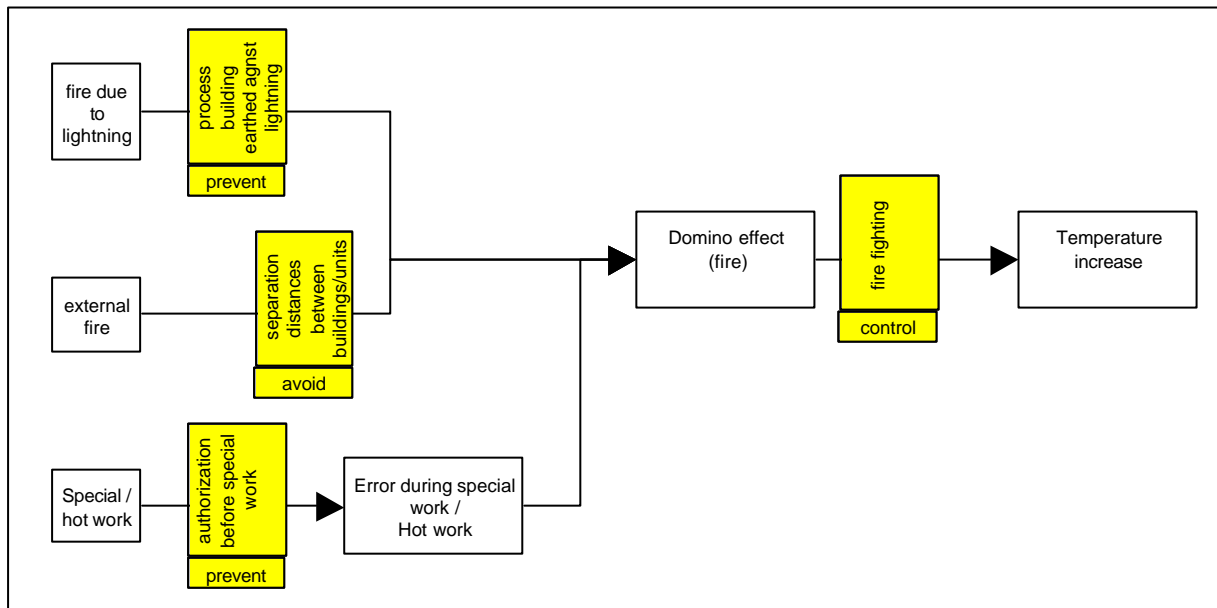 fire due
to
lightning
process
building
earthed agnst
lightning
prevent
external
fire
separation
distances
between
buildings/units
avoid
Special /
hot work
authorization
before special
work
prevent
Error during special
work /
Hot work
Domino effect
(fire)
fire fighting
control
Temperature
increase